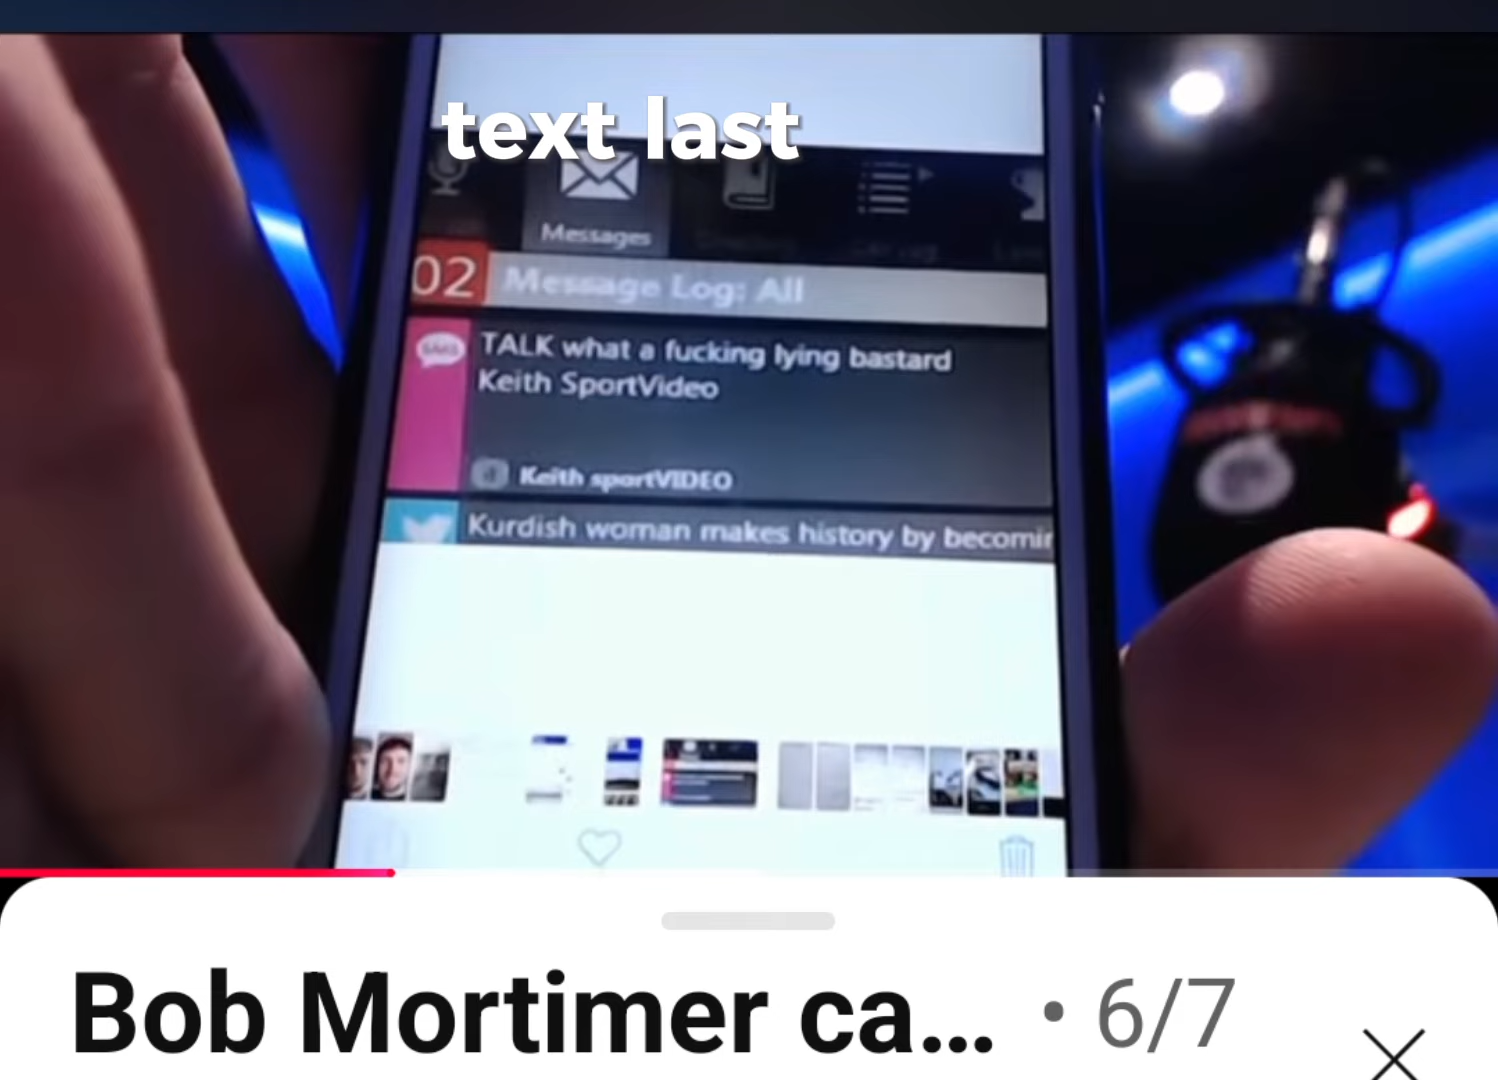 text last
Messages
02 Message Log: All
TALK what a fucking lying bastard
Keith SportVideo
Keith sportVIDEO
Kurdish woman makes history by becomin
Bob Mortimer ca... • 6/7